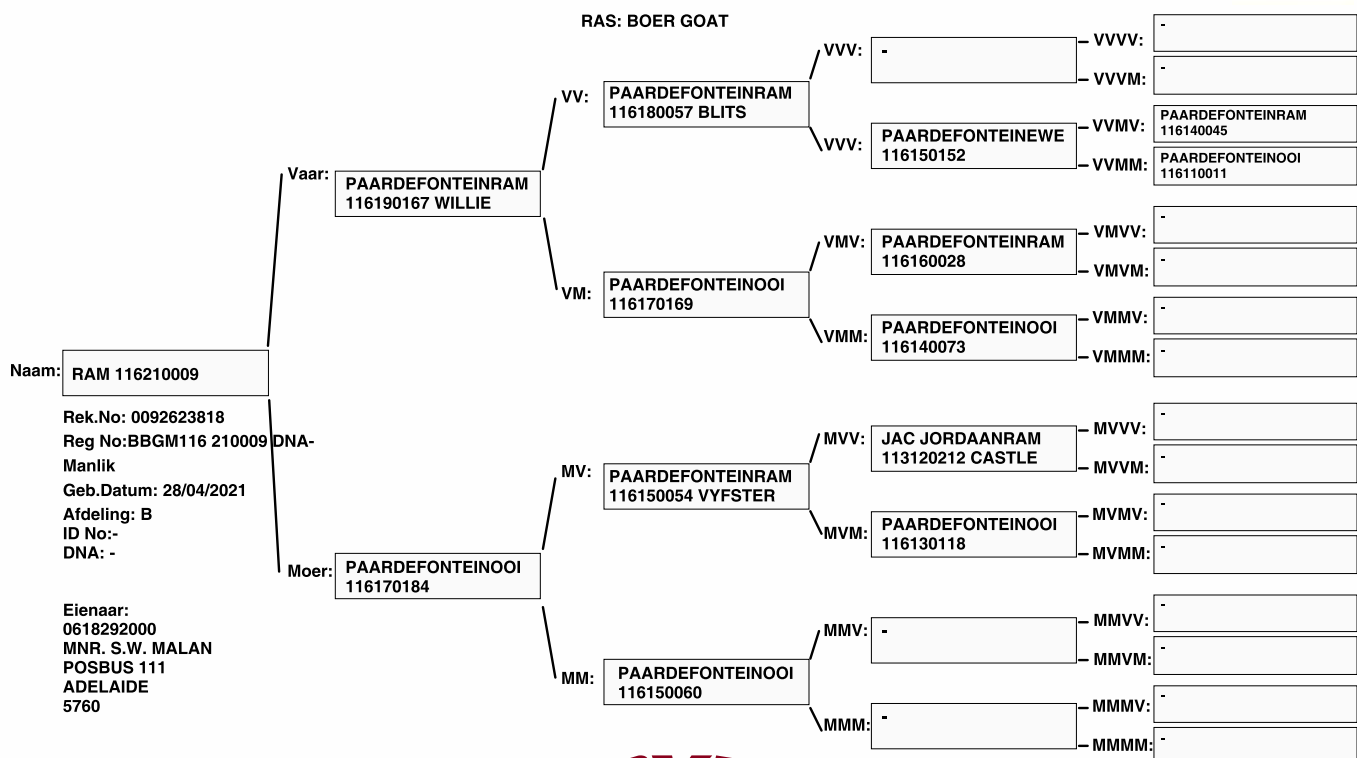 RAS: BOER GOAT
Naam:
RAM 116210009
Rek.No: 0092623818
Reg No:BBGM116 210009 DNA-
Manlik
Geb.Datum: 28/04/2021
Afdeling: B
ID No:-
DNA: -
Eienaar:
0618292000
MNR. S.W. MALAN
POSBUS 111
ADELAIDE
5760
Vaar:
PAARDEFONTEINRAM
116190167 WILLIE
Moer:
PAARDEFONTEINOOI
116170184
VV:
PAARDEFONTEINRAM
116180057 BLITS
VM:
PAARDEFONTEINOOI
116170169
MV:
PAARDEFONTEINRAM
116150054 VYFSTER
MM:
PAARDEFONTEINOOI
116150060
VVV:
-
VVV:
PAARDEFONTEINEWE
116150152
VMV:
PAARDEFONTEINRAM
116160028
VMM:
PAARDEFONTEINOOI
116140073
MVV:
JAC JORDAANRAM
113120212 CASTLE
MVM:
PAARDEFONTEINOOI
116130118
MMV:
-
MMM:
-
VVVV:
-
VVVM:
-
VVMV:
PAARDEFONTEINRAM
116140045
VVMM:
PAARDEFONTEINOOI
116110011
VMVV:
-
VMVM:
-
VMMV:
-
VMMM:
-
MVVV:
-
MVVM:
-
MVMV:
-
MVMM:
-
MMVV:
-
MMVM:
-
MMMV:
-
MMMM:
-